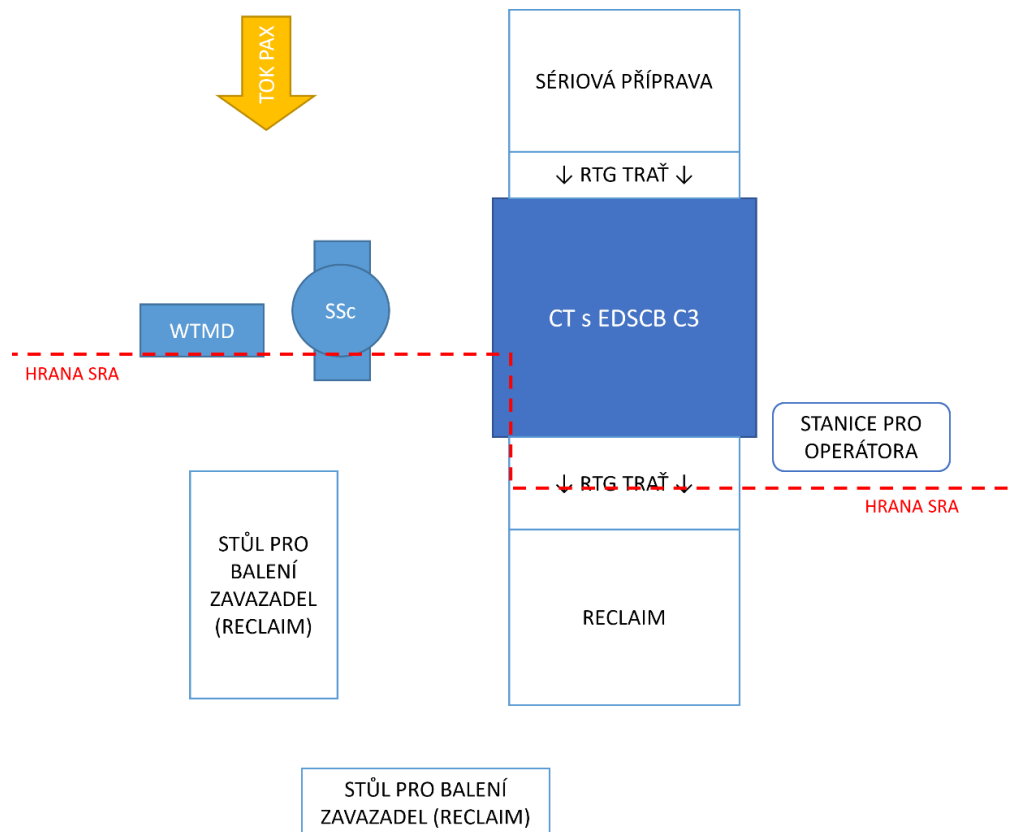 TOK PAX
SÉRIOVÁ PŘÍPRAVA
↓ RTG TRAŤ ↓
CT s EDSCB C3
SSc
WTMD
HRANA SRA
STANICE PRO
OPERÁTORA
↓ RTG TRAŤ ↓
HRANA SRA
STŮL PRO
BALENÍ
ZAVAZADEL
(RECLAIM)
RECLAIM
STŮL PRO BALENÍ
ZAVAZADEL (RECLAIM)